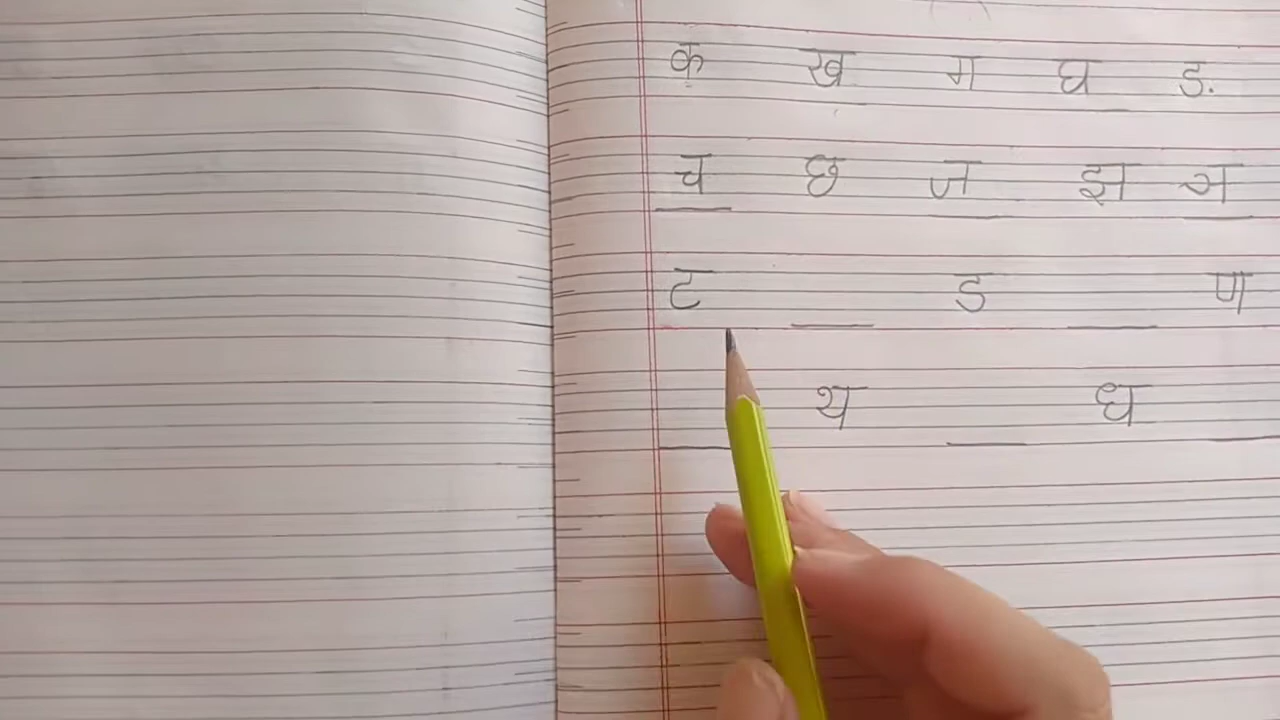 क ख ग घ ङ
च छ ज झ ञ
ट ड ण
थ ध